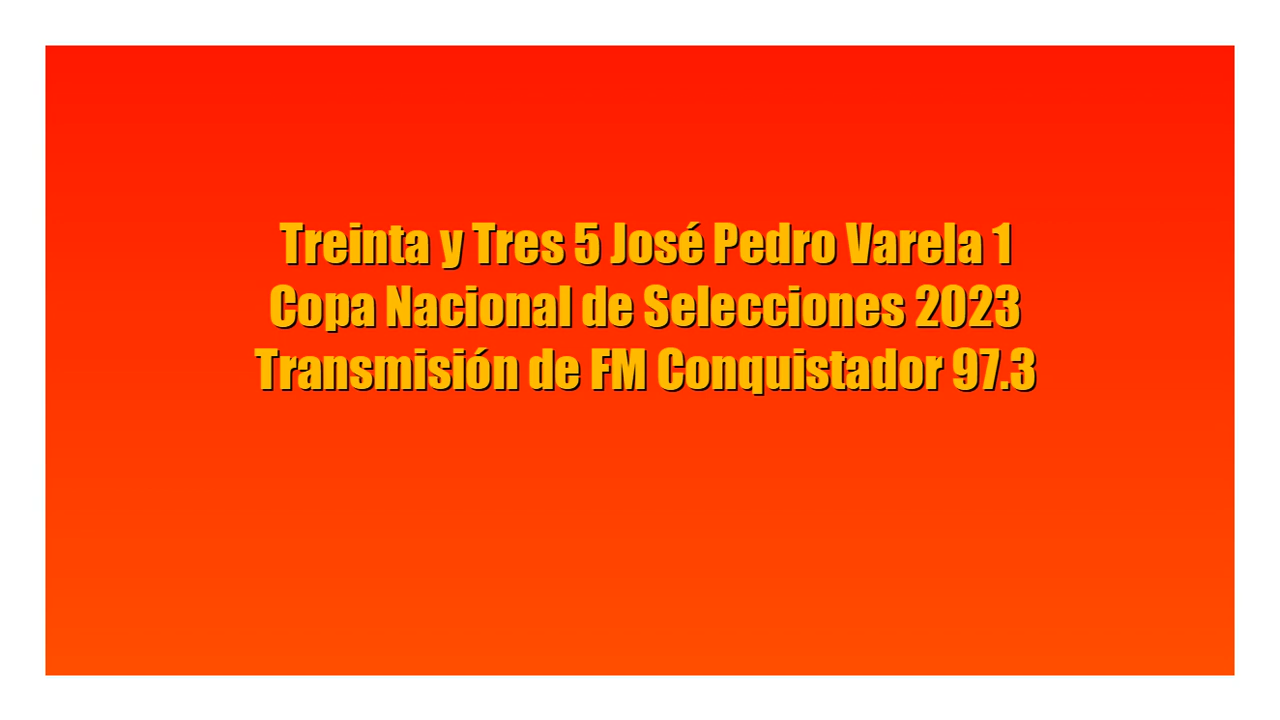 Treinta y Tres 5 José Pedro Varela 1
Copa Nacional de Selecciones 2023
Transmisión de FM Conquistador 97.3